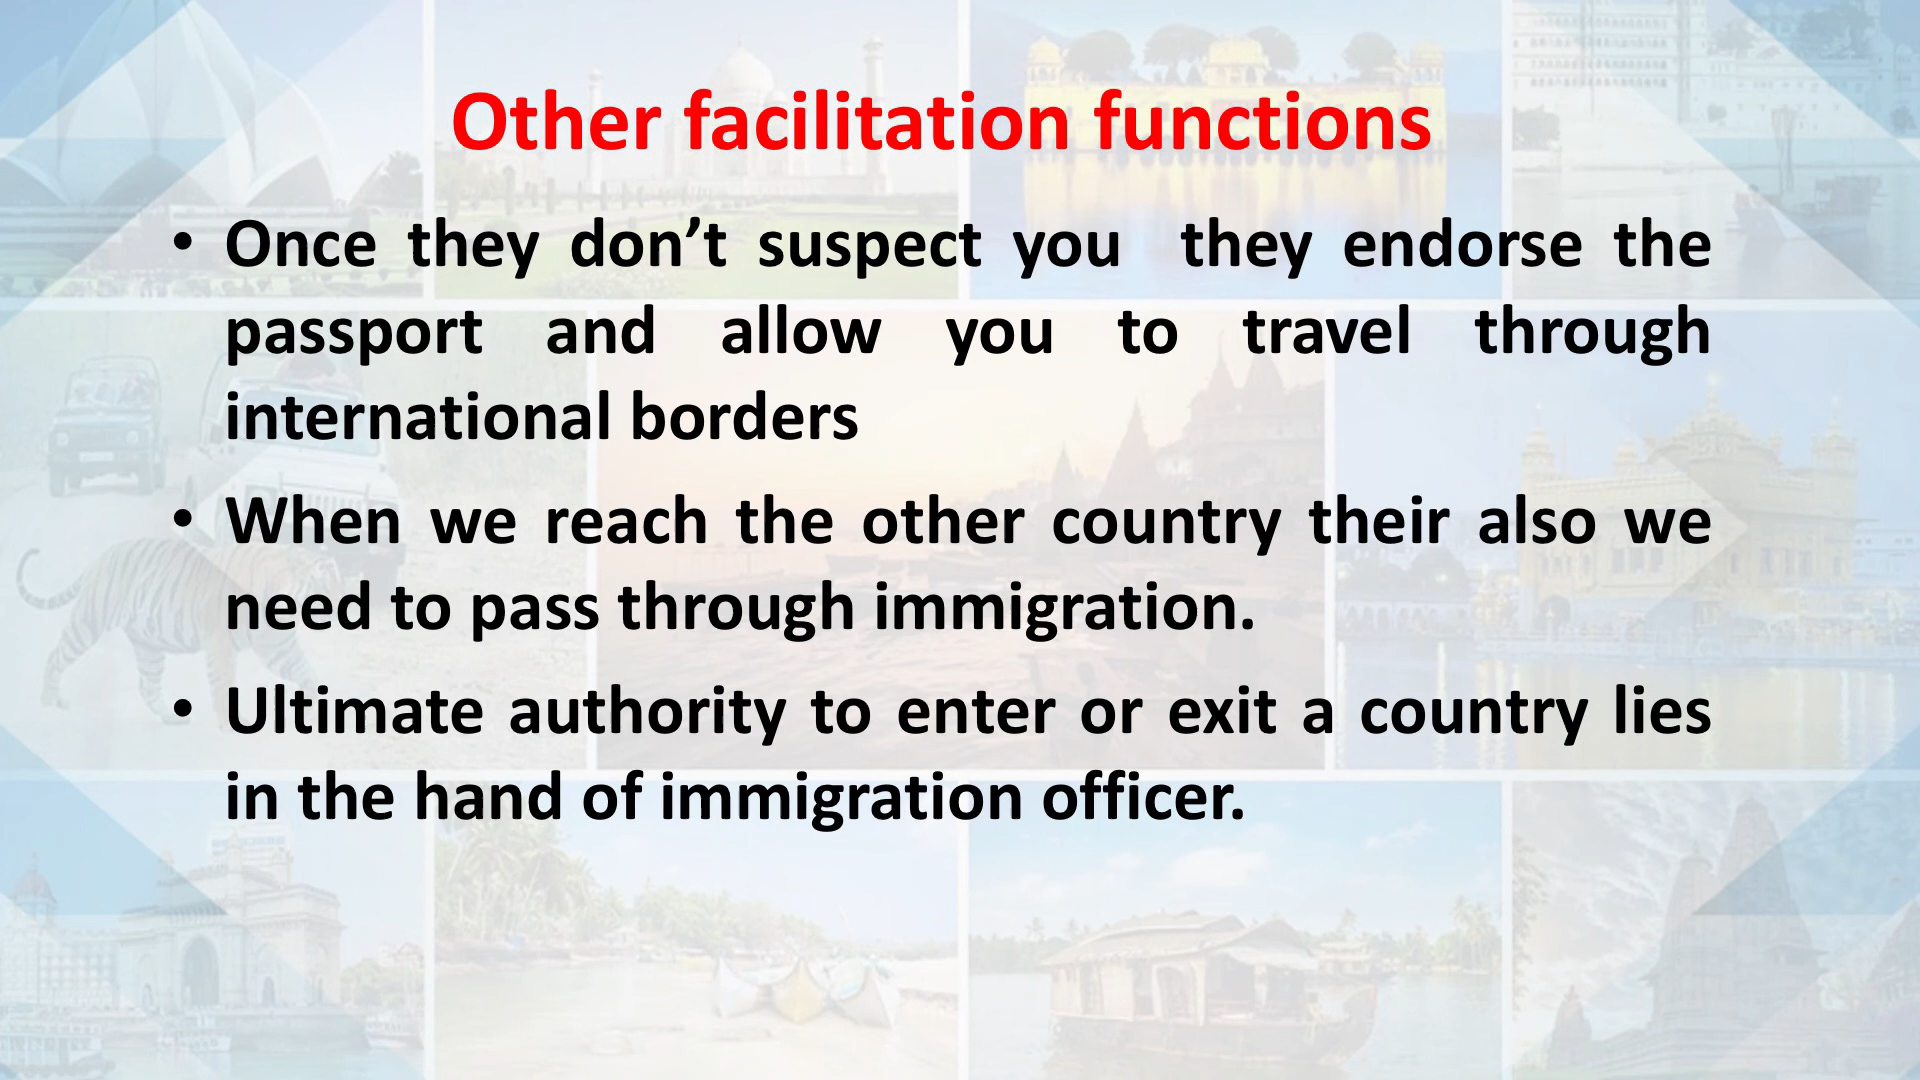 Other facilitation functions
• Once they don’t suspect you they endorse the
passport and allow you to travel through
international borders
• When we reach the other country their also we
need to pass through immigration.
• Ultimate authority to enter or exit a country lies
in the hand of immigration officer.